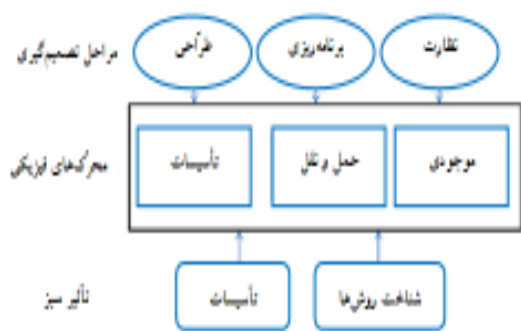 مراحل تصمیم‌گیری
نظارت
برنامه‌ریزی
طراحی
محرک‌های فیزیکی
موجودی
حمل و نقل
تأسیسات
شناخت روش‌ها
تأسیسات
تأثیر سبز